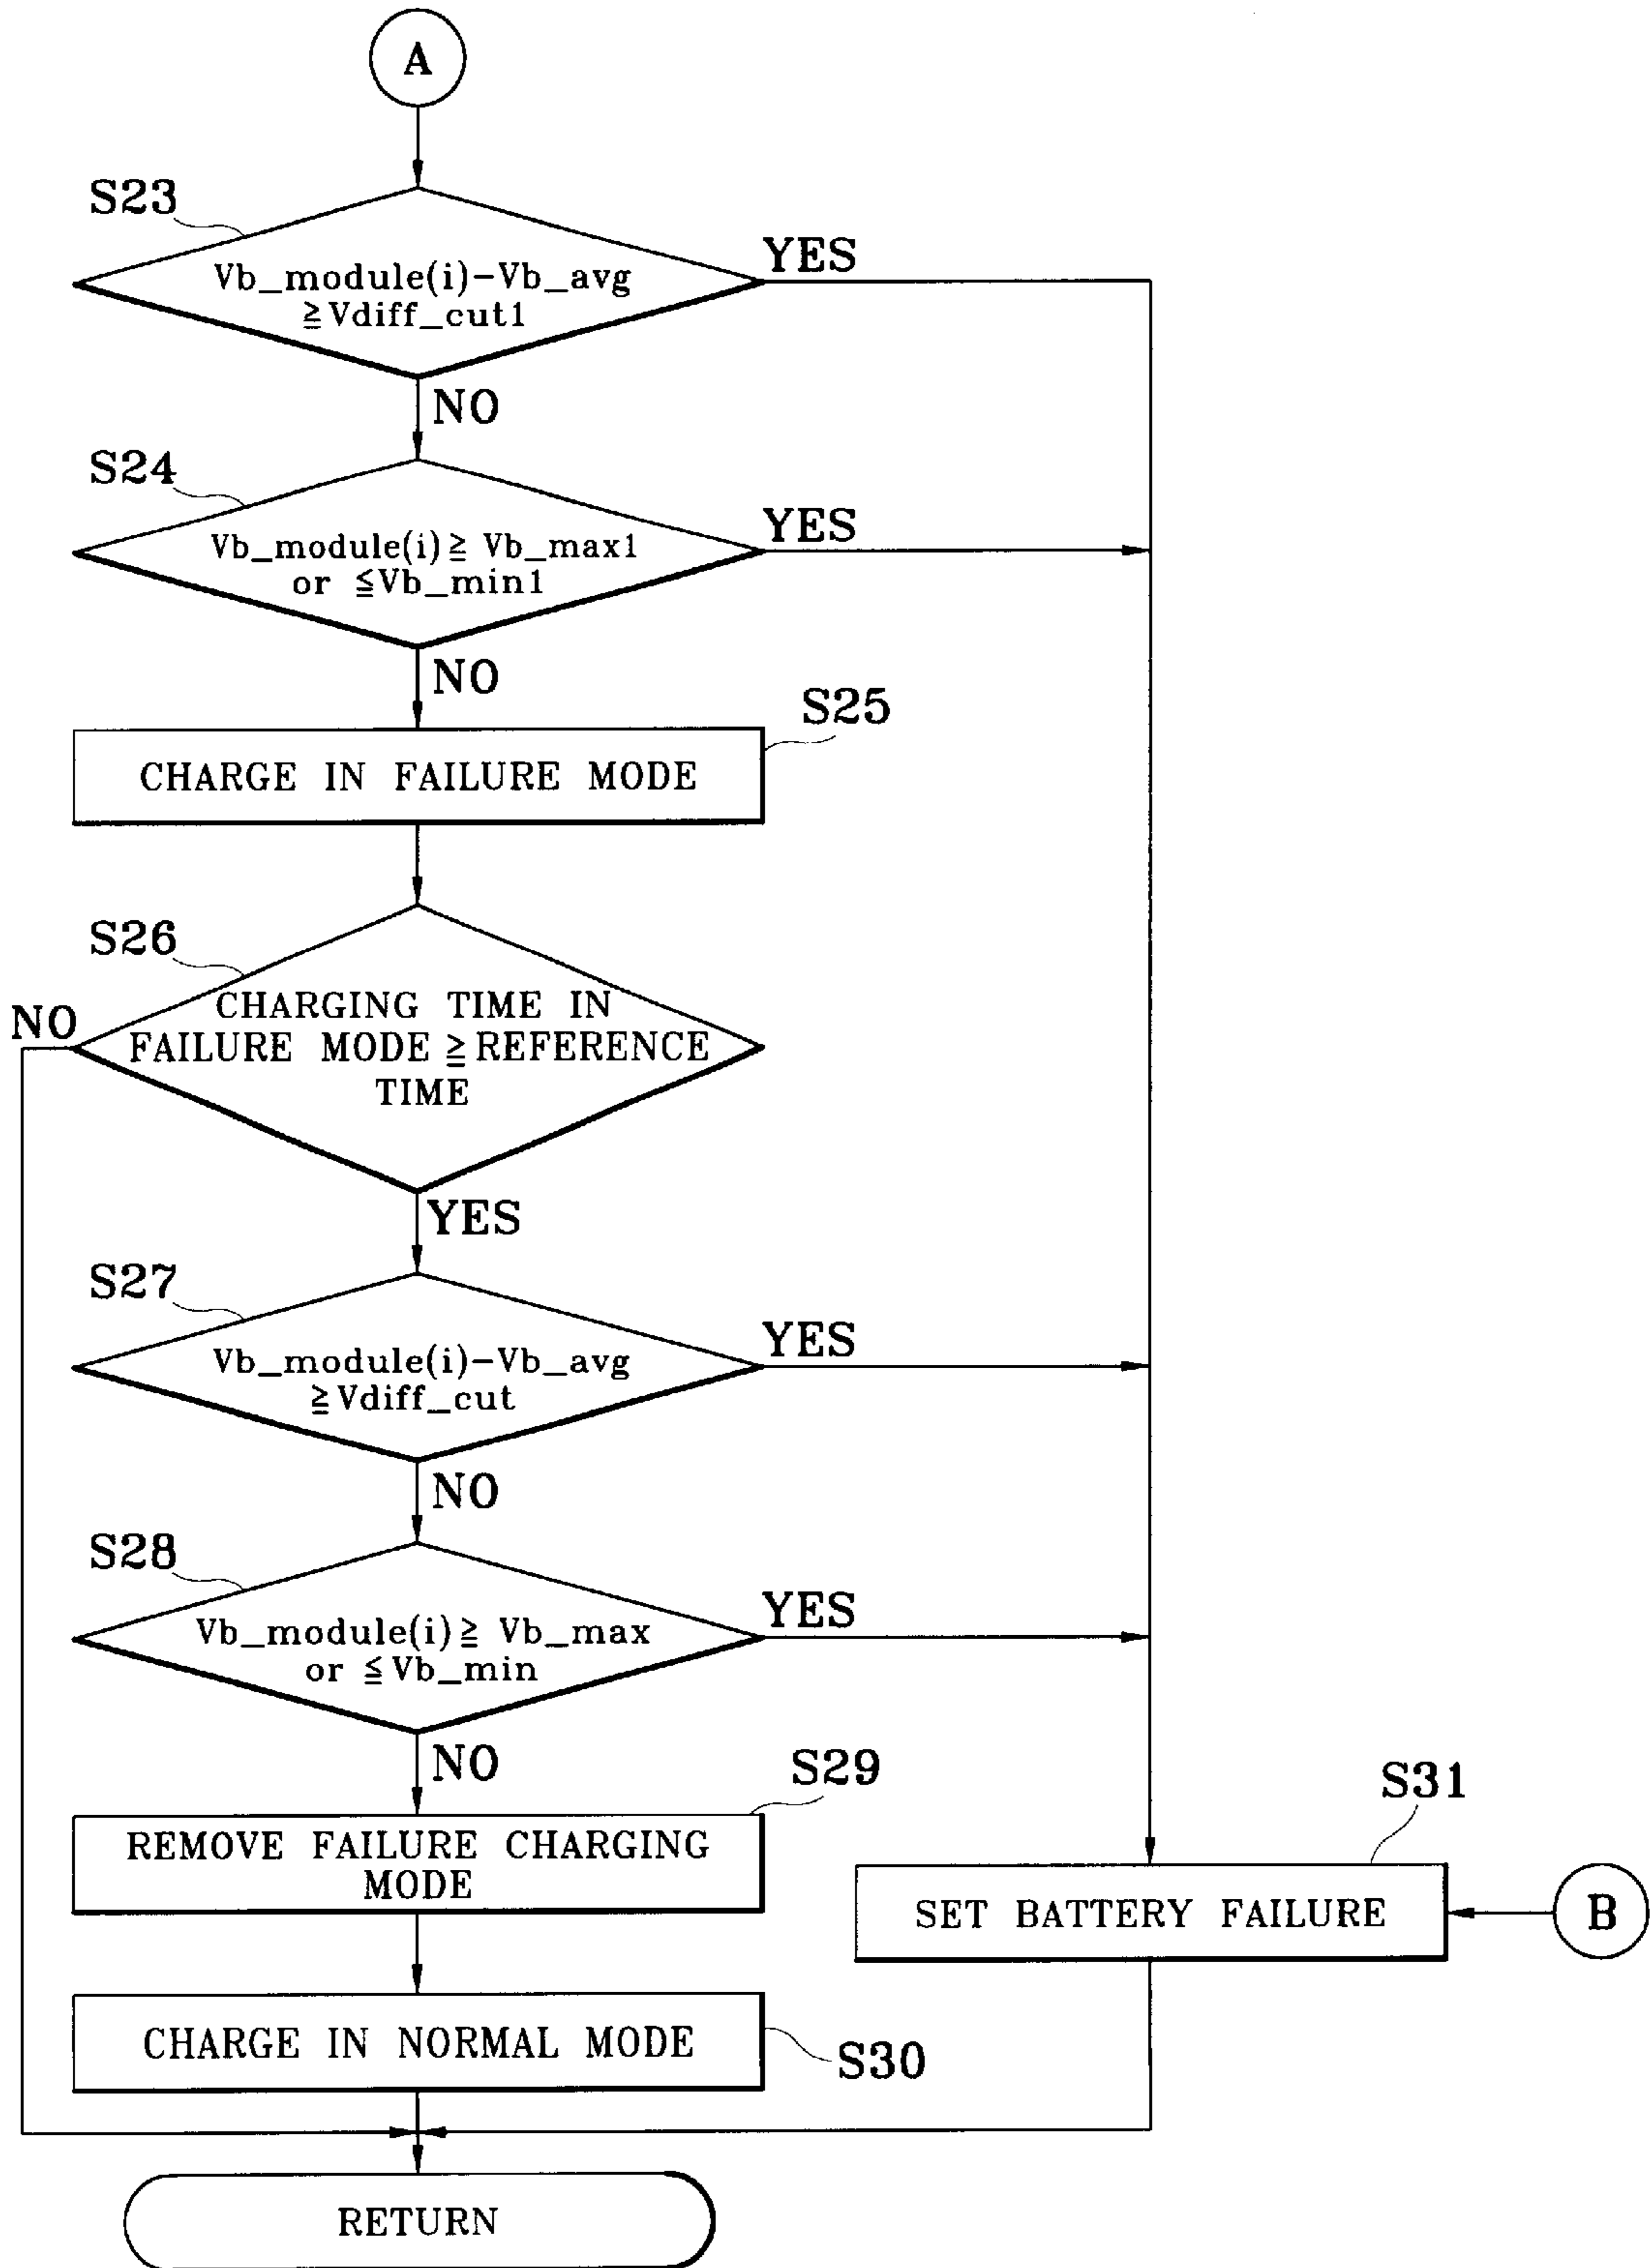 A
S23
Vb_module(i)-Vb_avg
≧Vdiff_cut1
YES
NO
S24
Vb_module(i)≧ Vb_max1
or ≦Vb_min1
YES
NO
S25
CHARGE IN FAILURE MODE
S26
NO
CHARGING TIME IN
FAILURE MODE ≧REFERENCE
TIME
YES
S27
Vb_module(i)-Vb_avg
≧Vdiff_cut
YES
NO
S28
Vb_module(i)≧ Vb_max
or ≦Vb_min
YES
NO
S29
REMOVE FAILURE CHARGING
MODE
S31
SET BATTERY FAILURE
B
CHARGE IN NORMAL MODE
S30
RETURN